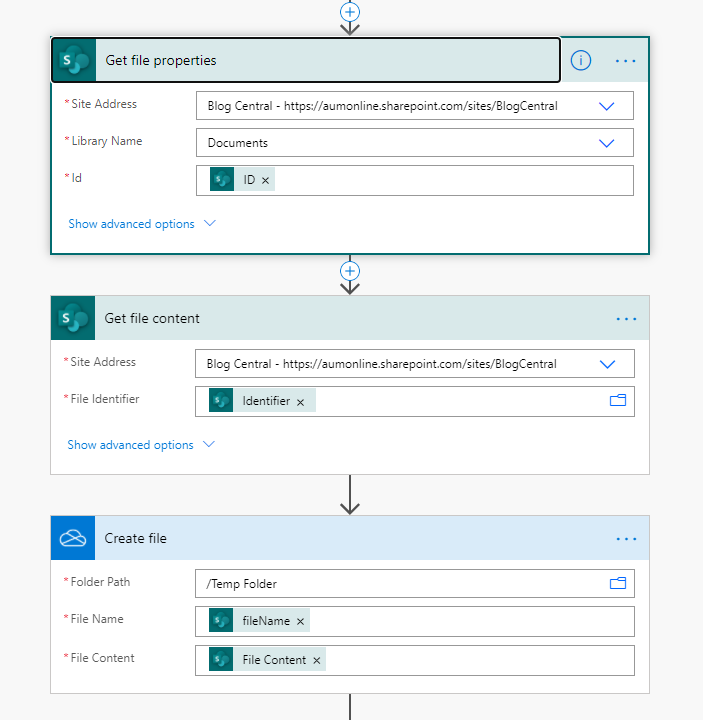 Get file properties
* Site Address
Blog Central - https://aumonline.sharepoint.com/sites/BlogCentral
* Library Name
Documents
* Id
ID ×
Show advanced options
Get file content
* Site Address
Blog Central - https://aumonline.sharepoint.com/sites/BlogCentral
* File Identifier
Identifier ×
Show advanced options
Create file
* Folder Path
/Temp Folder
* File Name
fileName ×
* File Content
File Content ×